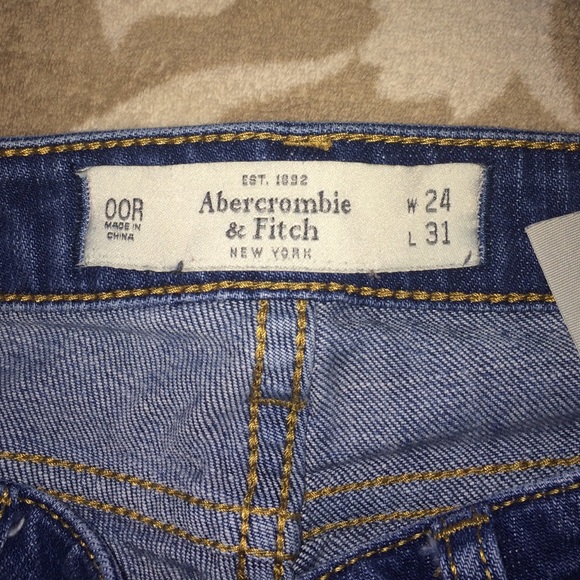 EST. 1892
Abercrombie
& Fitch
NEW YORK
00R
MADE IN
CHINA
W 24
L 31